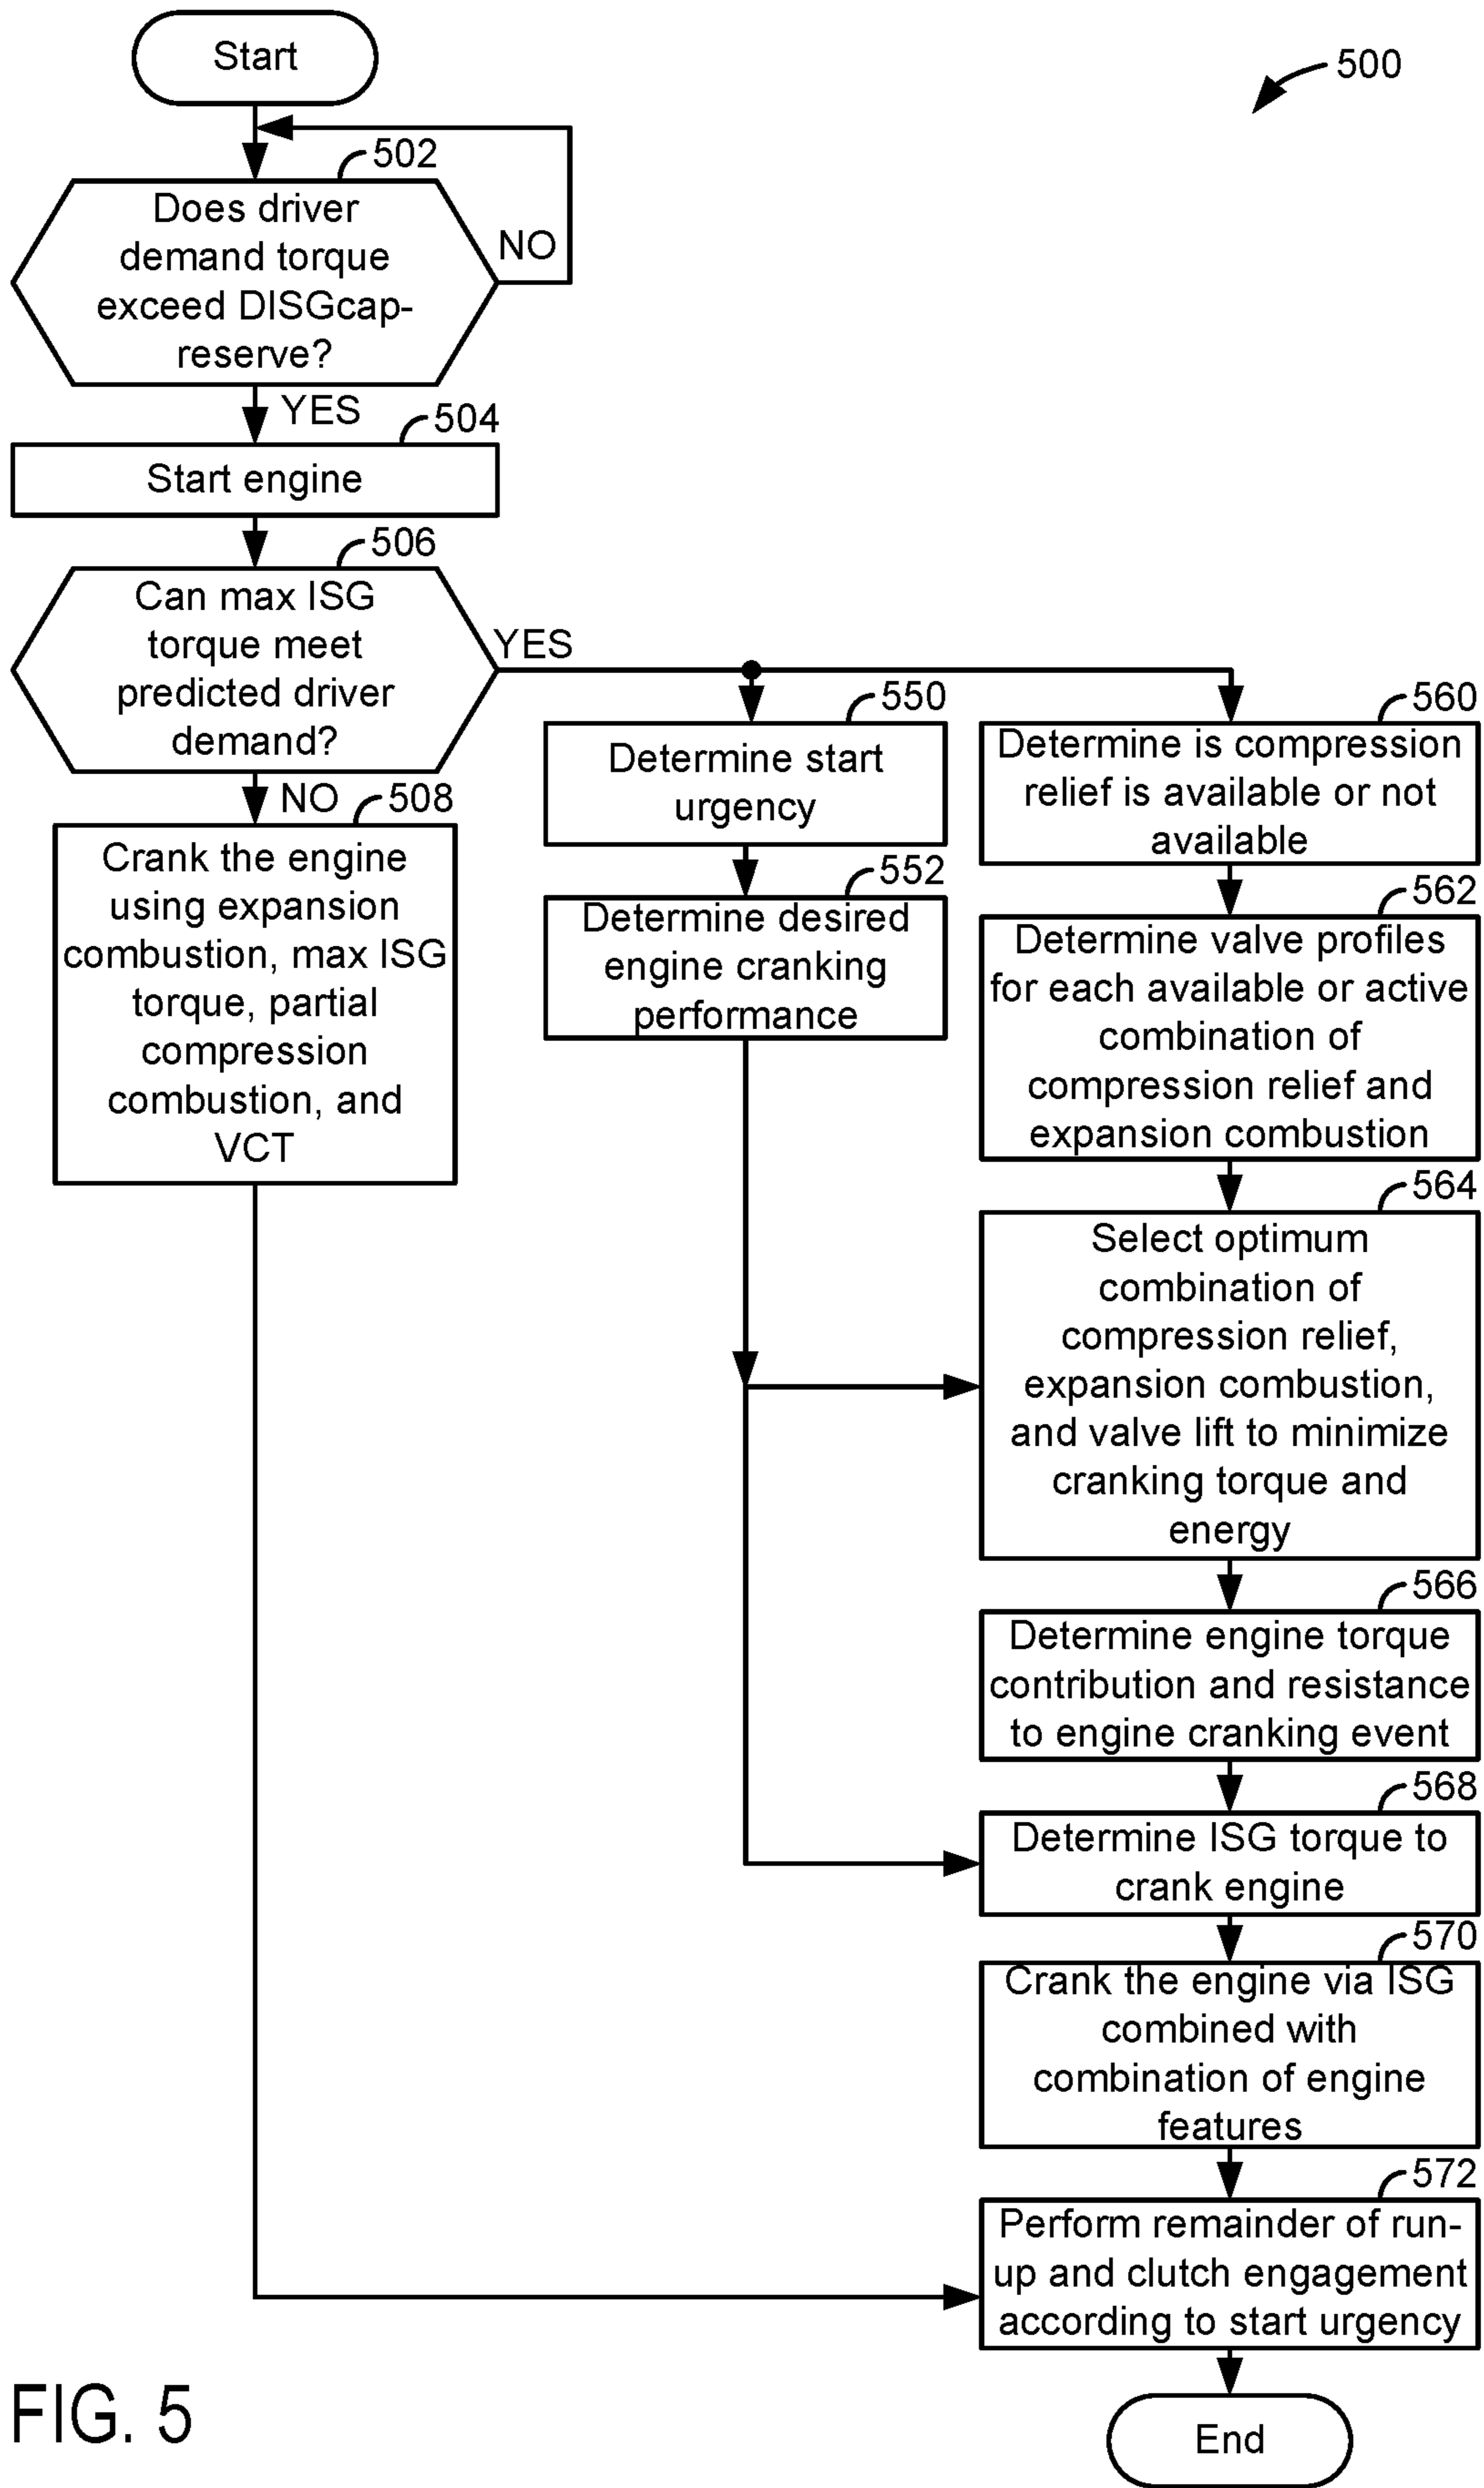 Start
500
502
Does driver
demand torque
exceed DISGcap-
reserve?
NO
YES
504
Start engine
506
Can max ISG
torque meet
predicted driver
demand?
YES
NO
508
Crank the engine
using expansion
combustion, max ISG
torque, partial
compression
combustion, and
VCT
550
Determine start
urgency
552
Determine desired
engine cranking
performance
560
Determine is compression
relief is available or not
available
562
Determine valve profiles
for each available or active
combination of
compression relief and
expansion combustion
564
Select optimum
combination of
compression relief,
expansion combustion,
and valve lift to minimize
cranking torque and
energy
566
Determine engine torque
contribution and resistance
to engine cranking event
568
Determine ISG torque to
crank engine
570
Crank the engine via ISG
combined with
combination of engine
features
572
Perform remainder of run-
up and clutch engagement
according to start urgency
End
FIG. 5